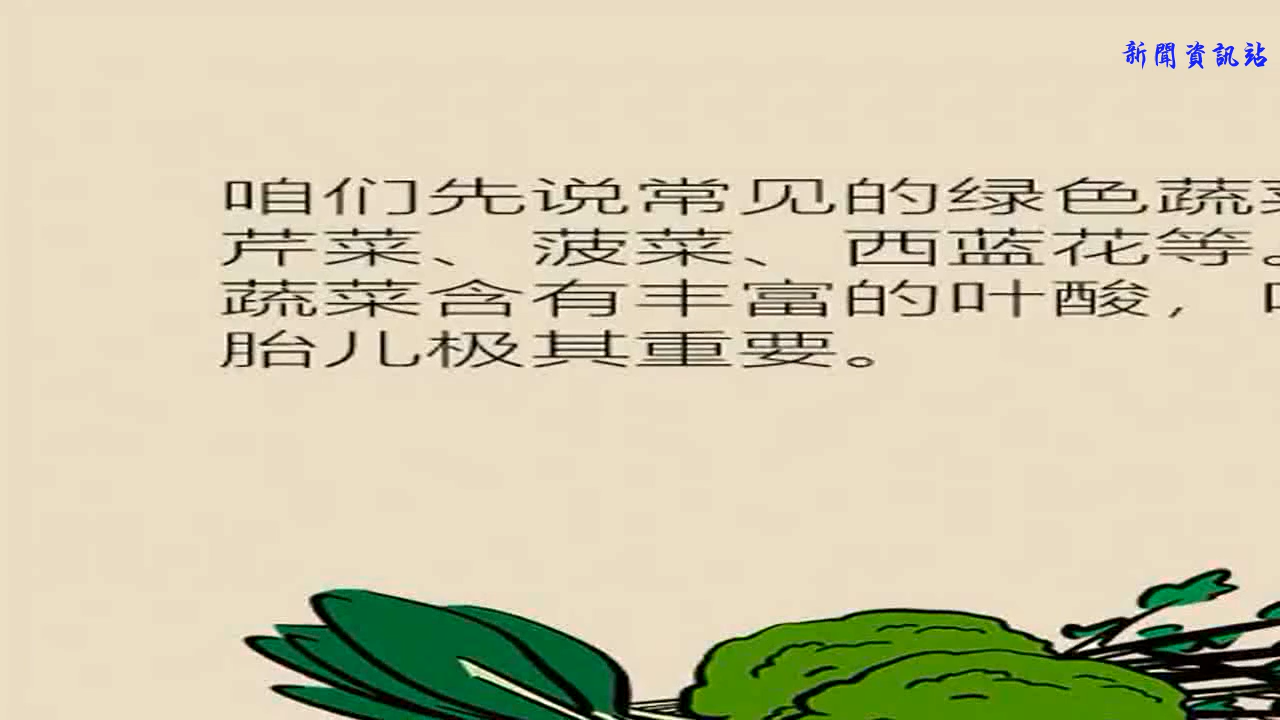 新聞資訊站
咱们先说常见的绿色蔬菜
芹菜、菠菜、西蓝花等。
蔬菜含有丰富的叶酸，
胎儿极其重要。